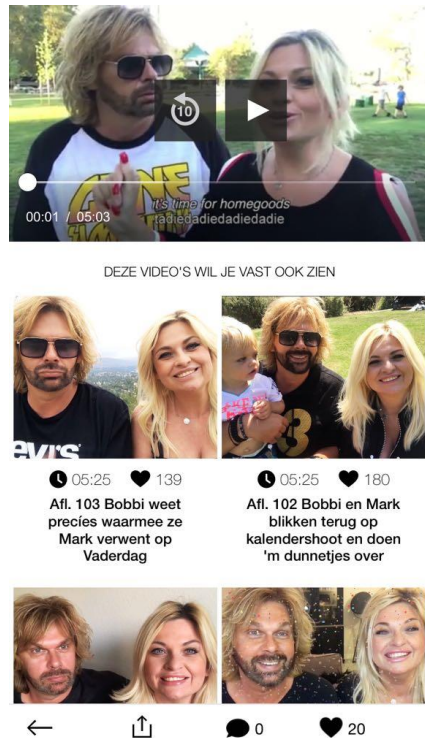 10
it's time for homegoods
00:01 / 05:03
tadiedadiedadiedadie
DEZE VIDEO'S WIL JE VAST OOK ZIEN
05:25 139
Afl. 103 Bobbi weet
precíes waarmee ze
Mark verwent op
Vaderdag
05:25 180
Afl. 102 Bobbi en Mark
blikken terug op
kalendershoot en doen
'm dunnetjes over
0 20